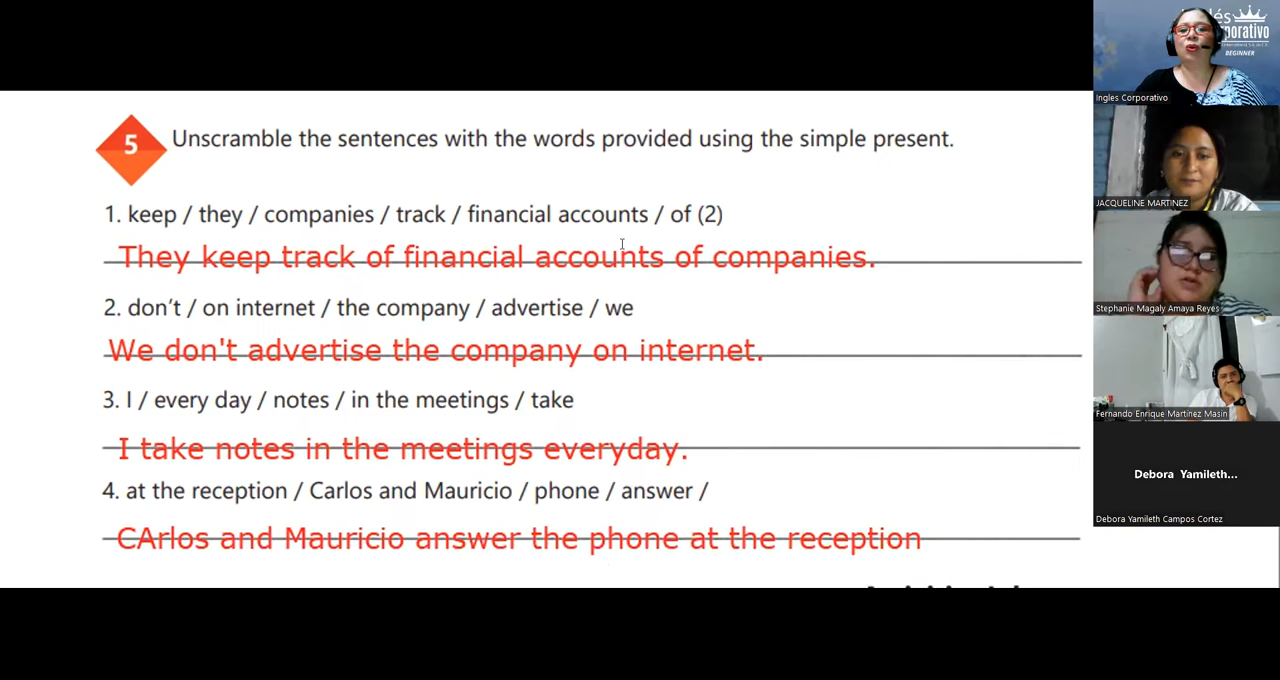 5 Unscramble the sentences with the words provided using the simple present.
1. keep / they / companies / track / financial accounts / of (2)
They keep track of financial accounts of companies.
2. don't / on internet / the company / advertise / we
We don't advertise the company on internet.
3. I / every day / notes / in the meetings / take
I take notes in the meetings everyday.
4. at the reception / Carlos and Mauricio / phone / answer /
CArlos and Mauricio answer the phone at the reception
BEGINNER
Ingles Corporativo
JACQUELINE MARTINEZ
Stephanie Magaly Amaya Reyes
Fernando Enrique Martínez Masin
Debora Yamileth...
Debora Yamileth Campos Cortez